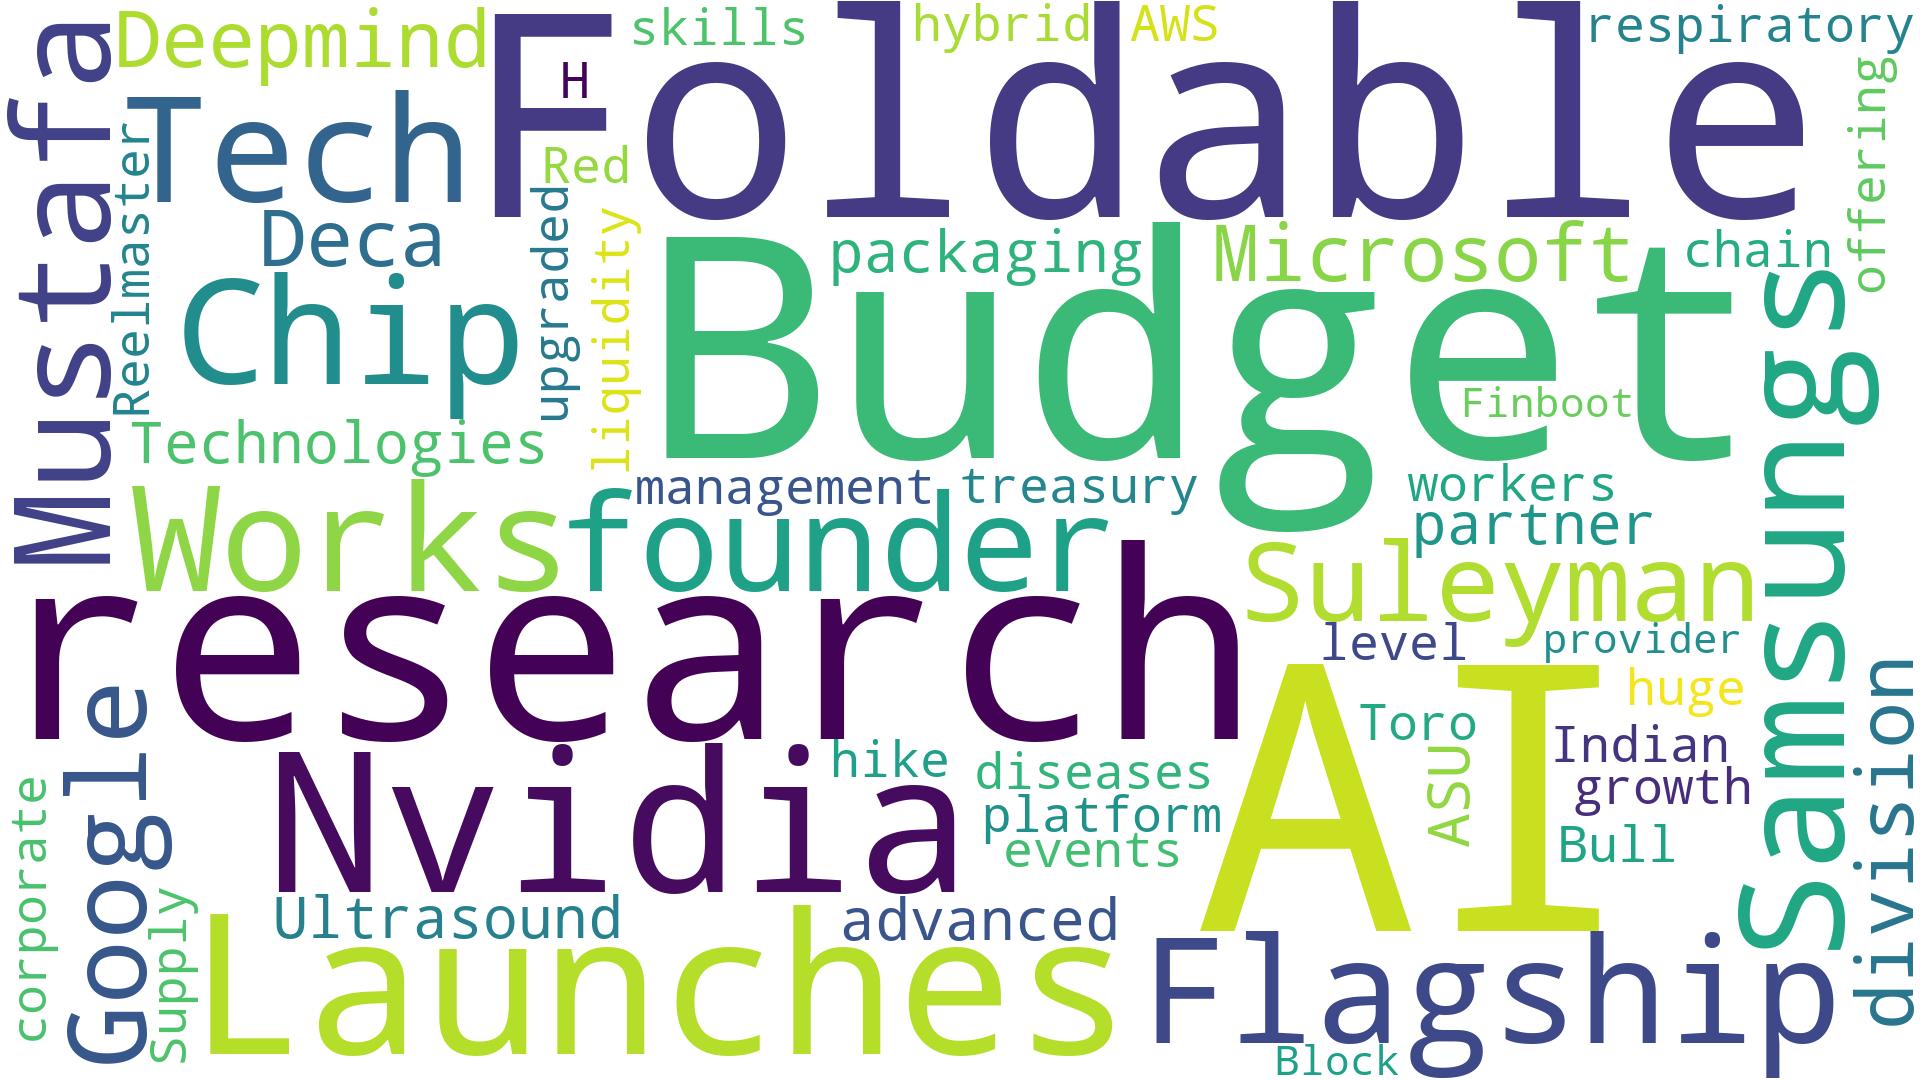 Mustafa
Deepmind
Foldable
skills
hybrid
AWS
respiratory
H
Tech
Red
offering
Reelmaster
Deca
upgraded
liquidity
packaging
Microsoft
chain
Chip
Budget
Samsungs
Finboot
Technologies
management
treasury
workers
Works
founder
partner
Suleyman
research
level
provider
huge
Google
division
Toro
Indian
Nvidia
hike
diseases
AI
ASU
growth
corporate
platform
events
Bull
Supply
Ultrasound
advanced
Launches
Flagship
Block